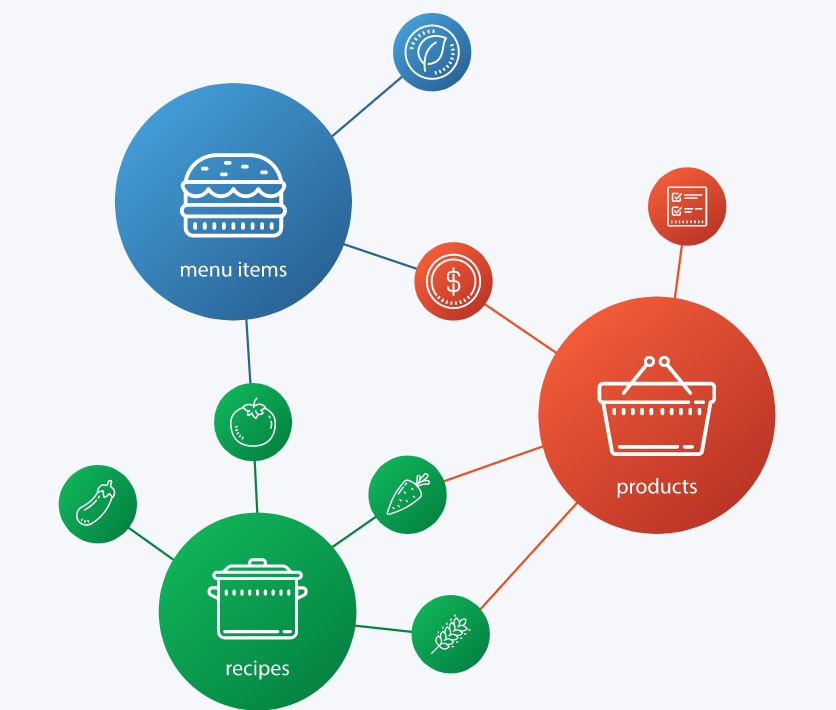 menu items
$
products
recipes